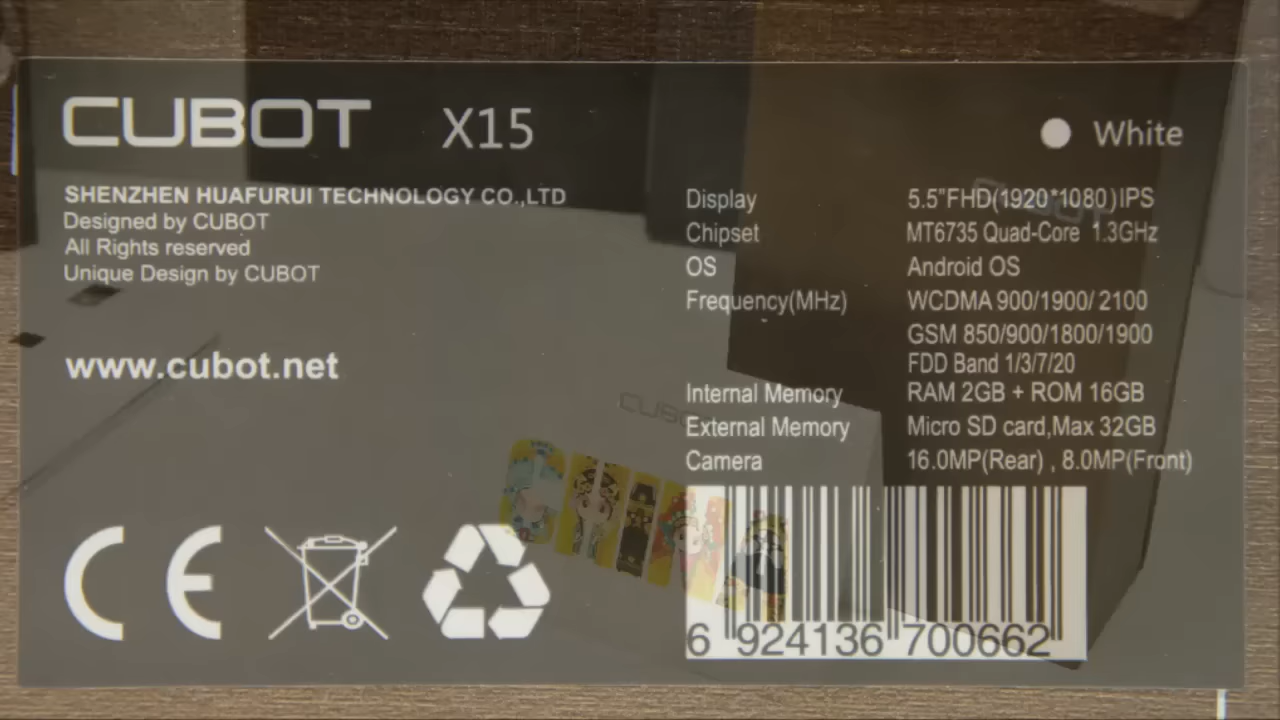 CUBOT X15
White
SHENZHEN HUAFURUI TECHNOLOGY CO.,LTD
Designed by CUBOT
All Rights reserved
Unique Design by CUBOT
www.cubot.net
Display 5.5"FHD(1920*1080)IPS
Chipset MT6735 Quad-Core 1.3GHz
OS Android OS
Frequency(MHz) WCDMA 900/1900/ 2100
GSM 850/900/1800/1900
FDD Band 1/3/7/20
Internal Memory RAM 2GB + ROM 16GB
External Memory Micro SD card,Max 32GB
Camera 16.0MP(Rear) , 8.0MP(Front)
CUBOT
CUBOT
CE
6 924136 700662